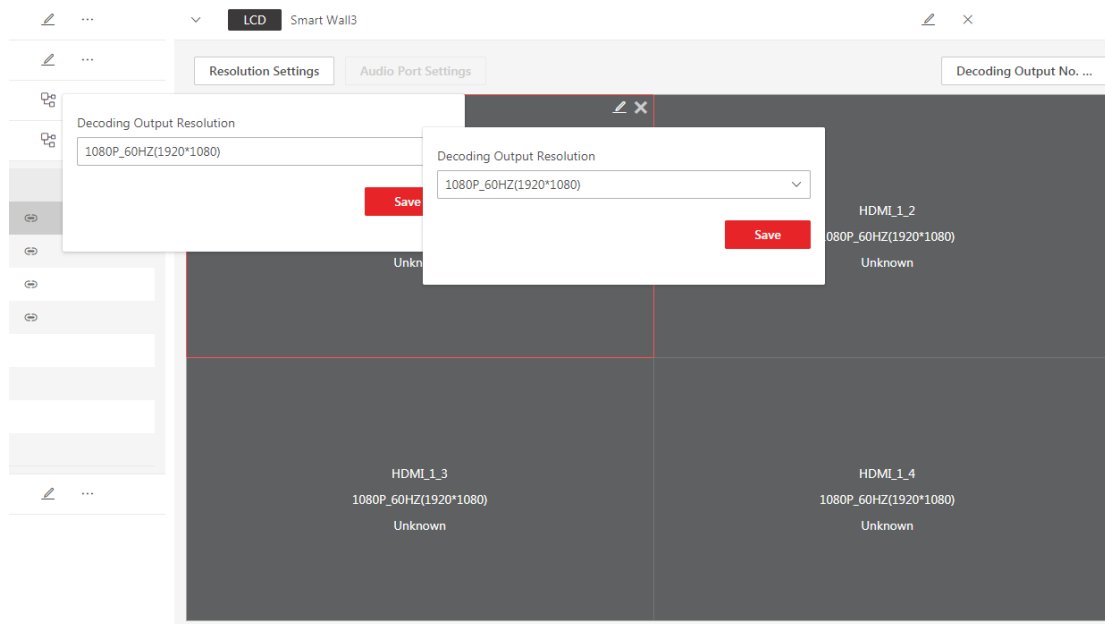 LCD Smart Wall3
Resolution Settings
Audio Port Settings
Decoding Output No. ...
Decoding Output Resolution
1080P_60HZ(1920*1080)
Save
Decoding Output Resolution
1080P_60HZ(1920*1080)
Save
HDMI_1_2
080P_60HZ(1920*1080)
Unknown
HDMI_1_3
1080P_60HZ(1920*1080)
Unknown
HDMI_1_4
1080P_60HZ(1920*1080)
Unknown